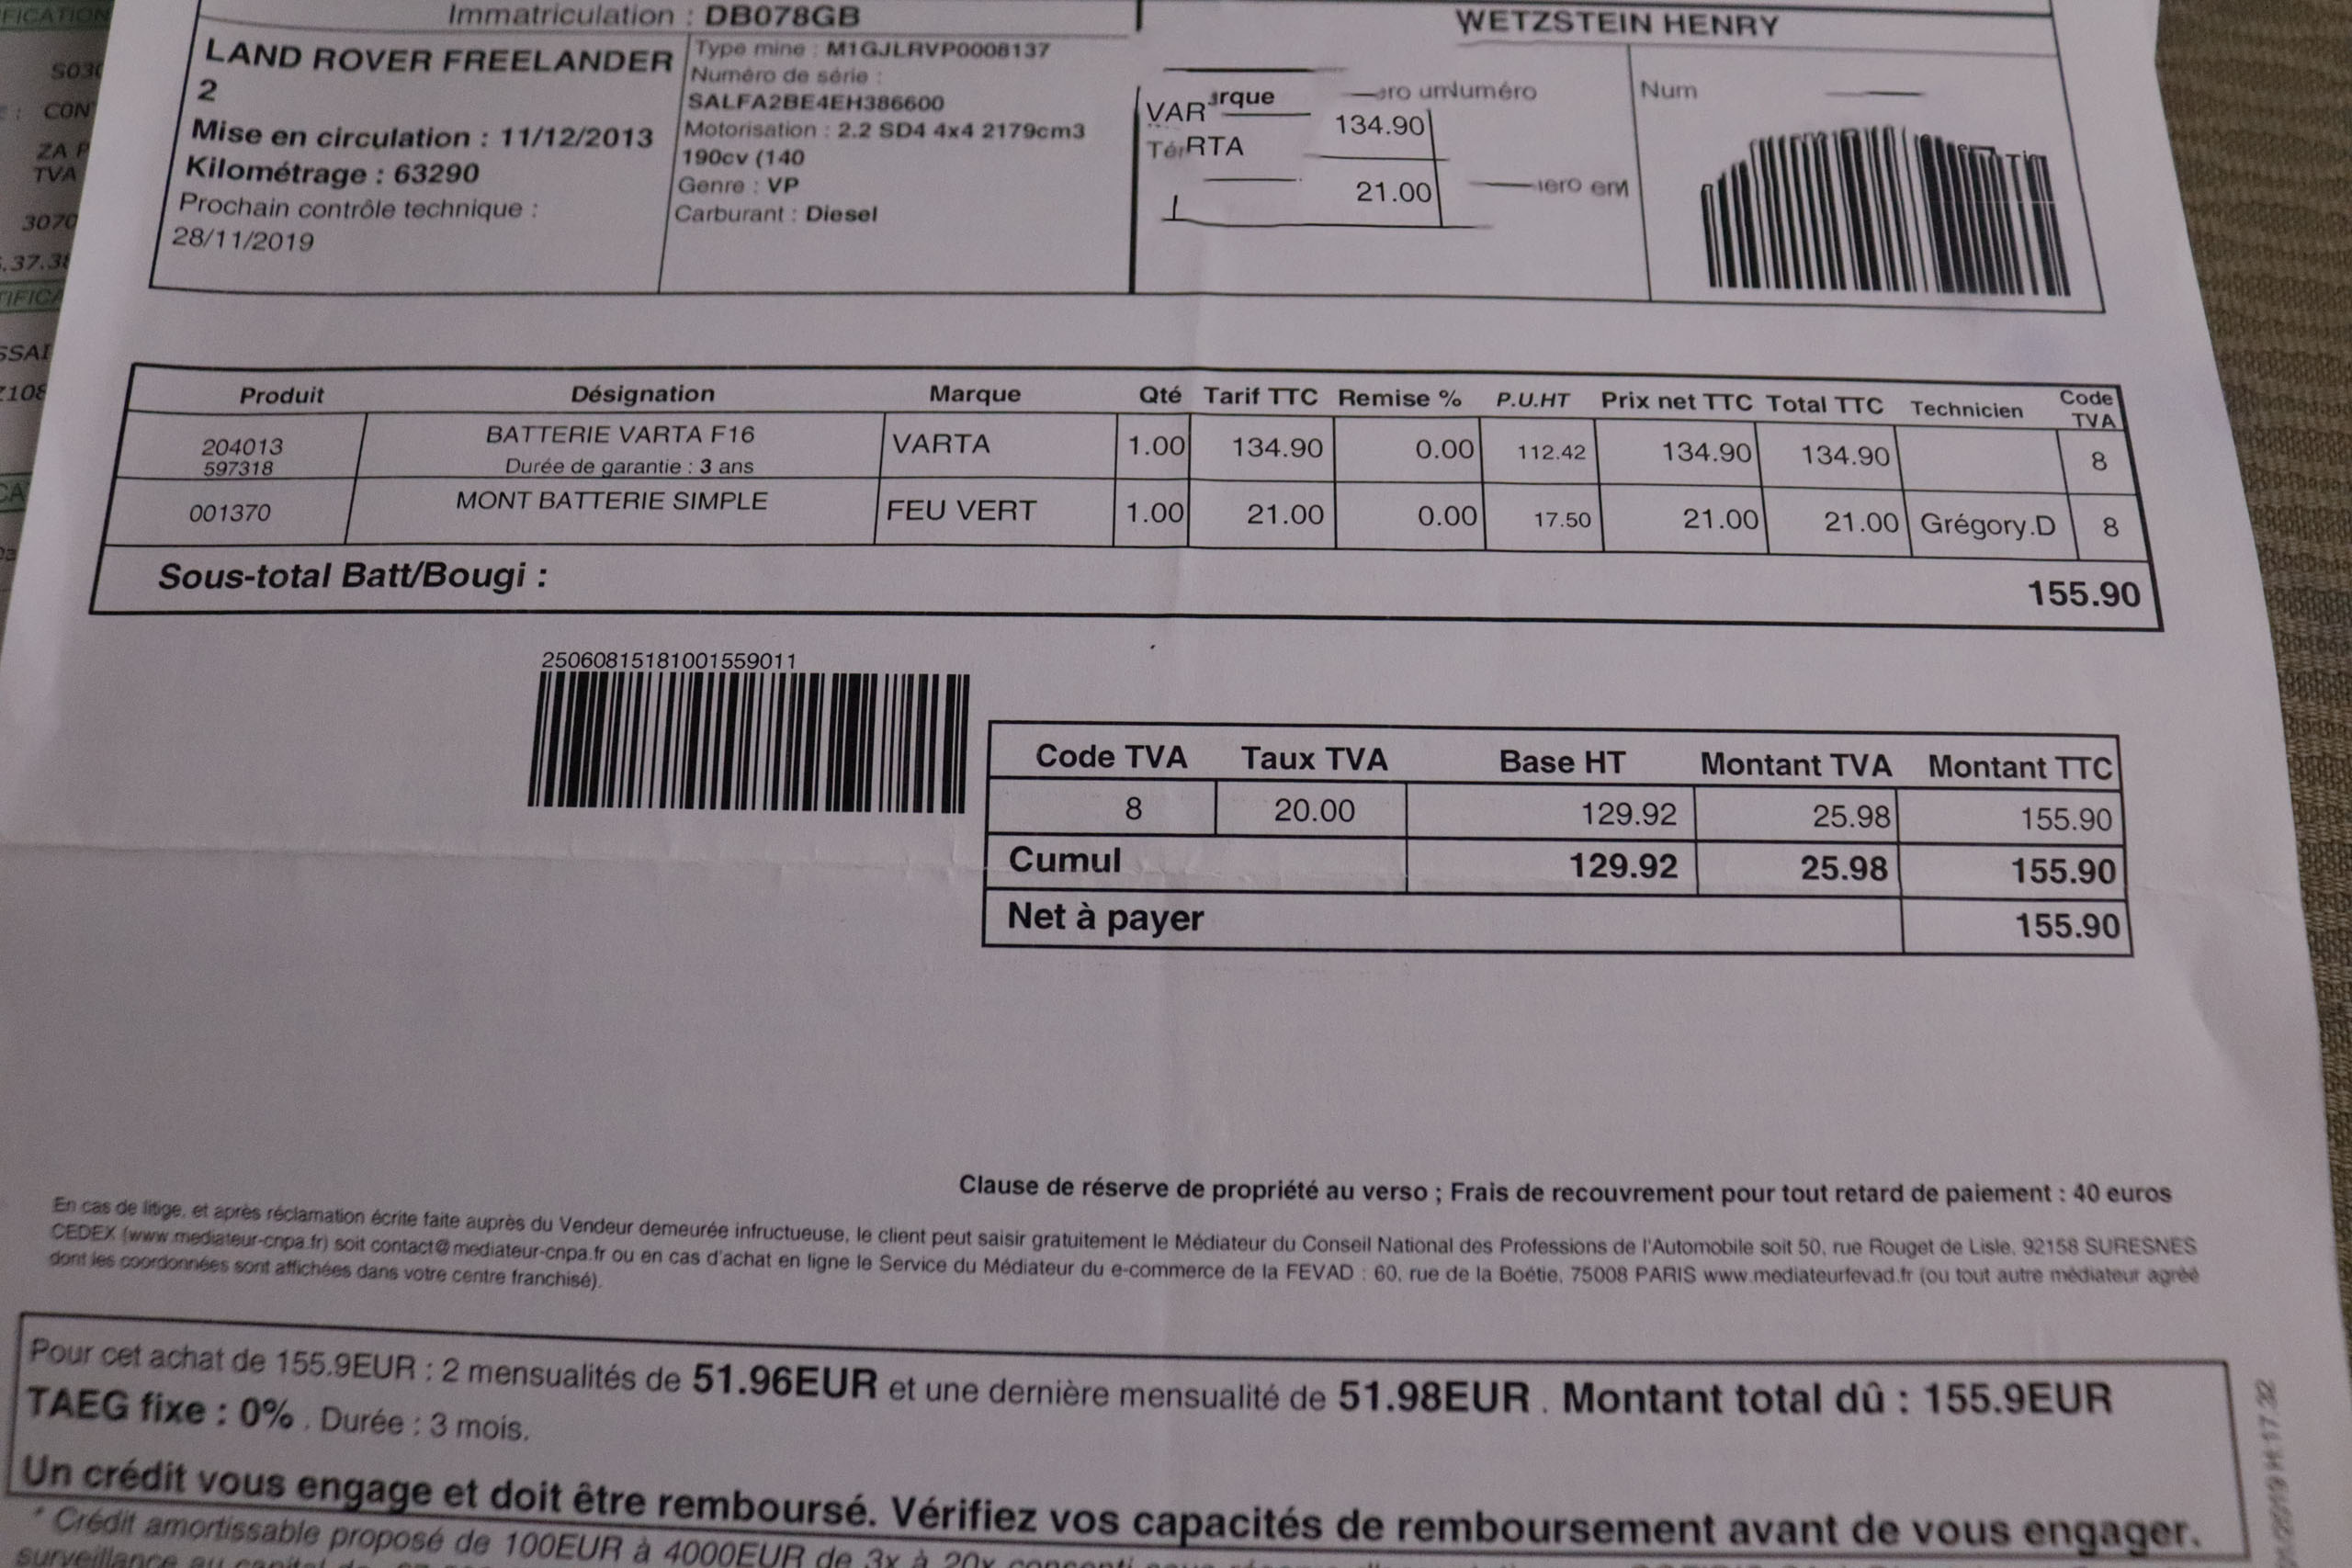 Immatriculation : DB078GB
WETZSTEIN HENRY
LAND ROVER FREELANDER
2
Mise en circulation : 11/12/2013
Kilométrage : 63290
Prochain contrôle technique :
28/11/2019
Type mine : M1GJLRVP0008137
Numéro de série :
SALFA2BE4EH386600
Motorisation : 2.2 SD4 4x4 2179cm3
190cv (140
Genre : VP
Carburant : Diesel
VAR
RTA
134.90
21.00
Num
Produit Désignation Marque Qté Tarif TTC Remise % P.U.HT Prix net TTC Total TTC Technicien Code TVA
204013 BATTERIE VARTA F16 VARTA 1.00 134.90 0.00 112.42 134.90 134.90 8
597318 Durée de garantie : 3 ans
001370 MONT BATTERIE SIMPLE FEU VERT 1.00 21.00 0.00 17.50 21.00 21.00 Grégory.D 8
Sous-total Batt/Bougi : 155.90
25060815181001559011
Code TVA Taux TVA Base HT Montant TVA Montant TTC
8 20.00 129.92 25.98 155.90
Cumul 129.92 25.98 155.90
Net à payer 155.90
Clause de réserve de propriété au verso ; Frais de recouvrement pour tout retard de paiement : 40 euros
En cas de litige, et après réclamation écrite faite auprès du Vendeur demeurée infructueuse, le client peut saisir gratuitement le Médiateur du Conseil National des Professions de l'Automobile soit 50, rue Rouget de Lisle, 92158 SURESNES
CEDEX (www.mediateur-cnpa.fr) soit contact@mediateur-cnpa.fr ou en cas d'achat en ligne le Service du Médiateur du e-commerce de la FEVAD : 60, rue de la Boétie, 75008 PARIS www.mediateurfevad.fr (ou tout autre médiateur agréé
dont les coordonnées sont affichées dans votre centre franchisé).
Pour cet achat de 155.9EUR : 2 mensualités de 51.96EUR et une dernière mensualité de 51.98EUR . Montant total dû : 155.9EUR
TAEG fixe : 0% . Durée : 3 mois.
Un crédit vous engage et doit être remboursé. Vérifiez vos capacités de remboursement avant de vous engager.
* Crédit amortissable proposé de 100EUR à 4000EUR de 3x à 20x